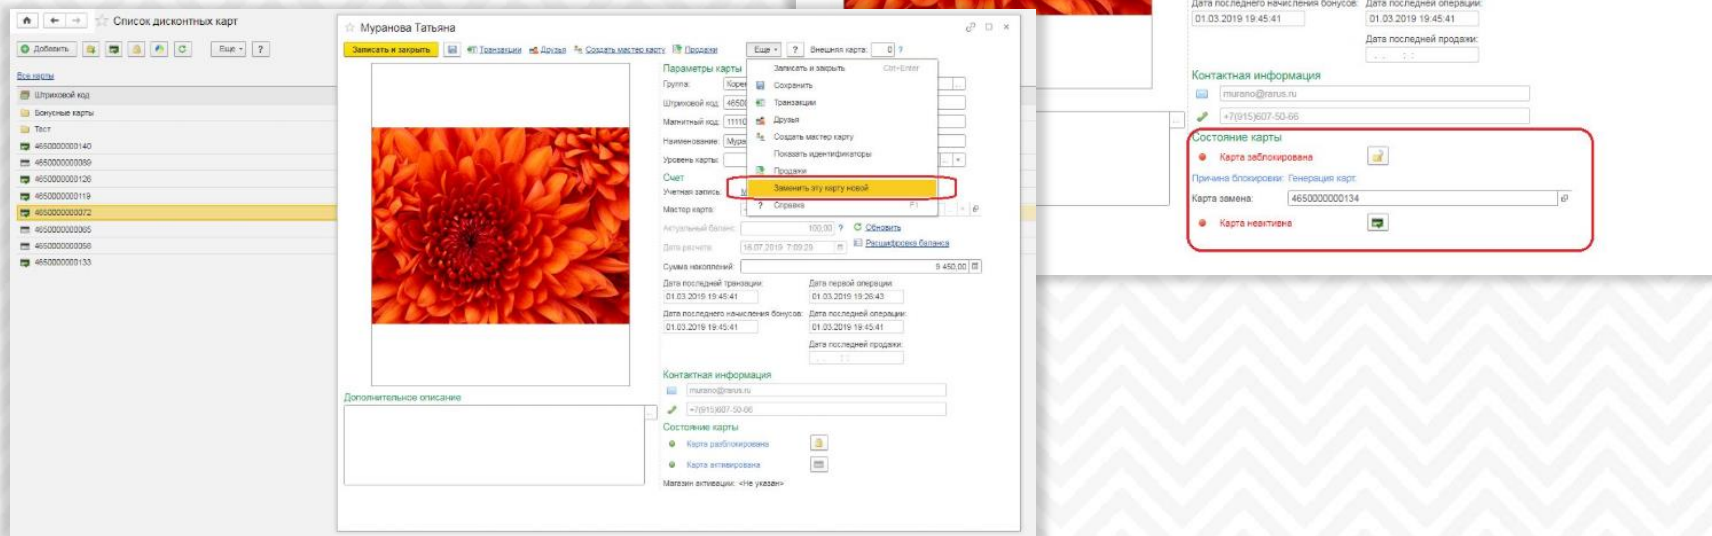 Список дисконтных карт
Добавить
Еще
?
Все карты
Штриховой код
Бонусные карты
Тест
4650000000140
4650000000089
4650000000126
4650000000119
4650000000072
4650000000065
4650000000058
4650000000133
Муранова Татьяна
Записать и закрыть
Транзакции
Друзья
Создать мастер карту
Продажи
Еще
?
Внешняя карта:
0
?
Параметры карты
Группа:
Штриховой код:
Магнитный код:
Наименование:
Уровень карты:
Счет
Учетная запись:
Мастер карта:
Записать и закрыть Ctrl+Enter
Сохранить
Транзакции
Друзья
Создать мастер карту
Показать идентификаторы
Продажи
Заменить эту карту новой
? Справка F1
Актуальный баланс: 100,00 ? Обновить
Дата расчета: 16.07.2019 7:09:29 Расшифровка баланса
Сумма накоплений: 9 450,00
Дата последней транзации: Дата первой операции:
01.03.2019 19:45:41 01.03.2019 19:26:43
Дата последнего начисления бонусов: Дата последней операции:
01.03.2019 19:45:41 01.03.2019 19:45:41
Дата последней продажи:
Контактная информация
murano@rarus.ru
+7(915)607-50-66
Дополнительное описание
Состояние карты
Карта разблокирована
Карта активирована
Магазин активации: <Не указан>
Дата последнего начисления бонусов: Дата последней операции:
01.03.2019 19:45:41 01.03.2019 19:45:41
Дата последней продажи:
Контактная информация
murano@rarus.ru
+7(915)607-50-66
Состояние карты
Карта заблокирована
Причина блокировки: Генерация карт.
Карта замена: 4650000000134
Карта неактивна